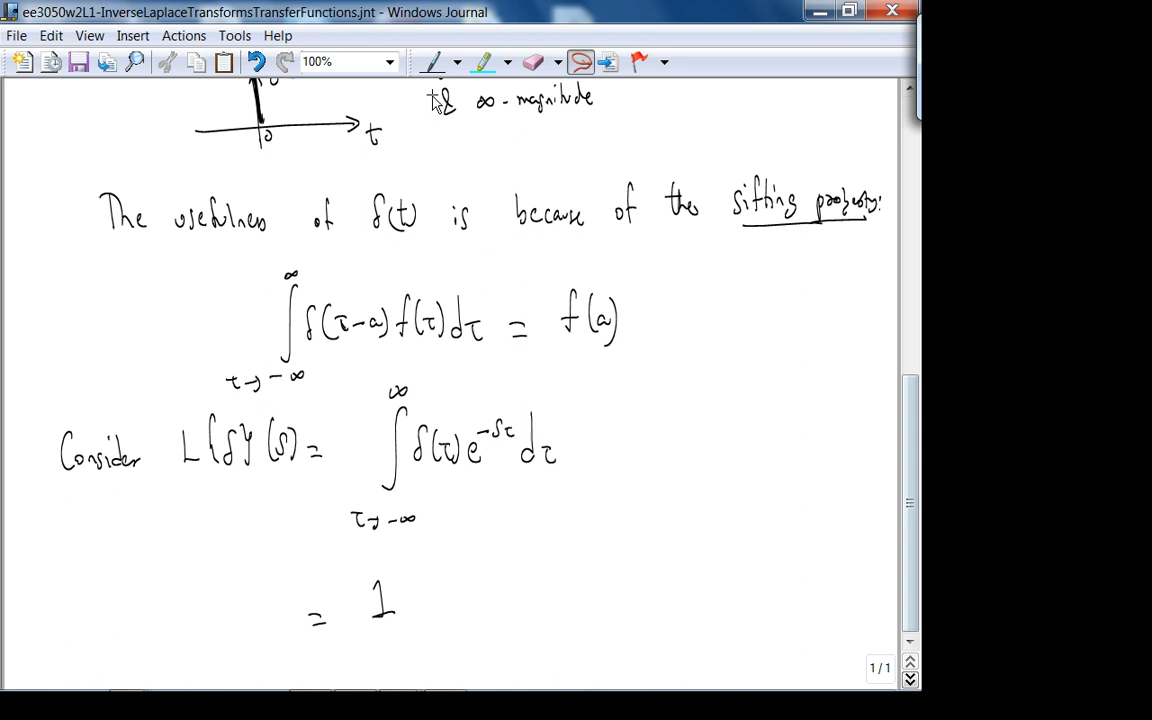 ee3050w2L1-InverseLaplaceTransformsTransferFunctions.jnt - Windows Journal
File Edit View Insert Actions Tools Help
100%
& ∞ - magnitude
0
t
The usefulness of δ(t) is because of the sifting property:
∫_{τ→-∞}^{∞} δ(τ-a) f(τ) dτ = f(a)
Consider L{δ}(s) = ∫_{τ→-∞}^{∞} δ(τ) e^{-sτ} dτ
= 1
1 / 1